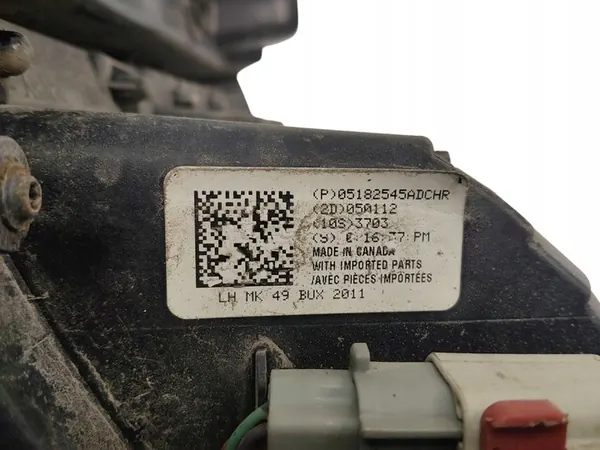 (P)05182545ADCHR
(2D)050112
(10S)3703
PM
MADE IN CANADA
WITH IMPORTED PARTS
/AVEC PIÈCES IMPORTÉES
LH MK 49 BUX 2011